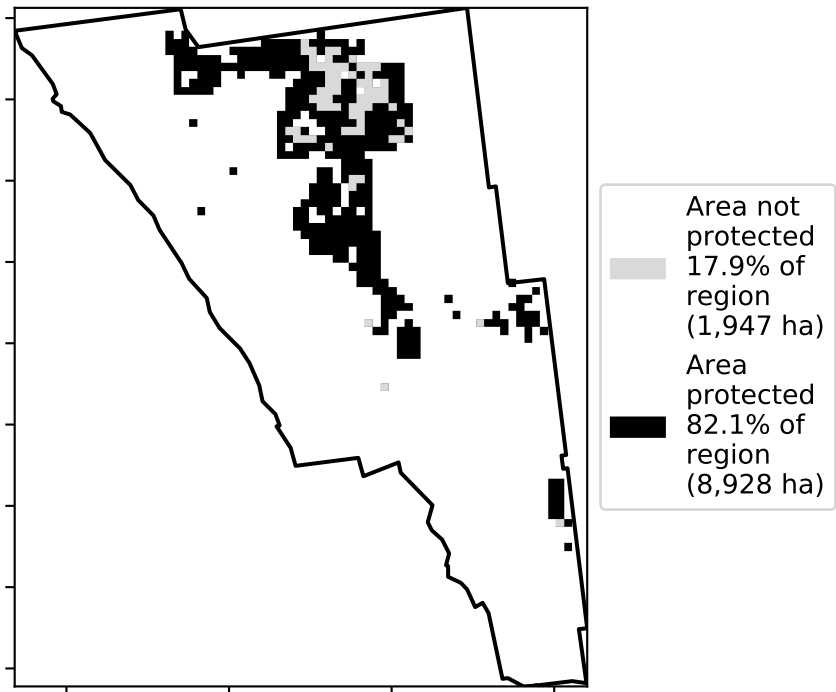 Area not
protected
17.9% of
region
(1,947 ha)
Area
protected
82.1% of
region
(8,928 ha)